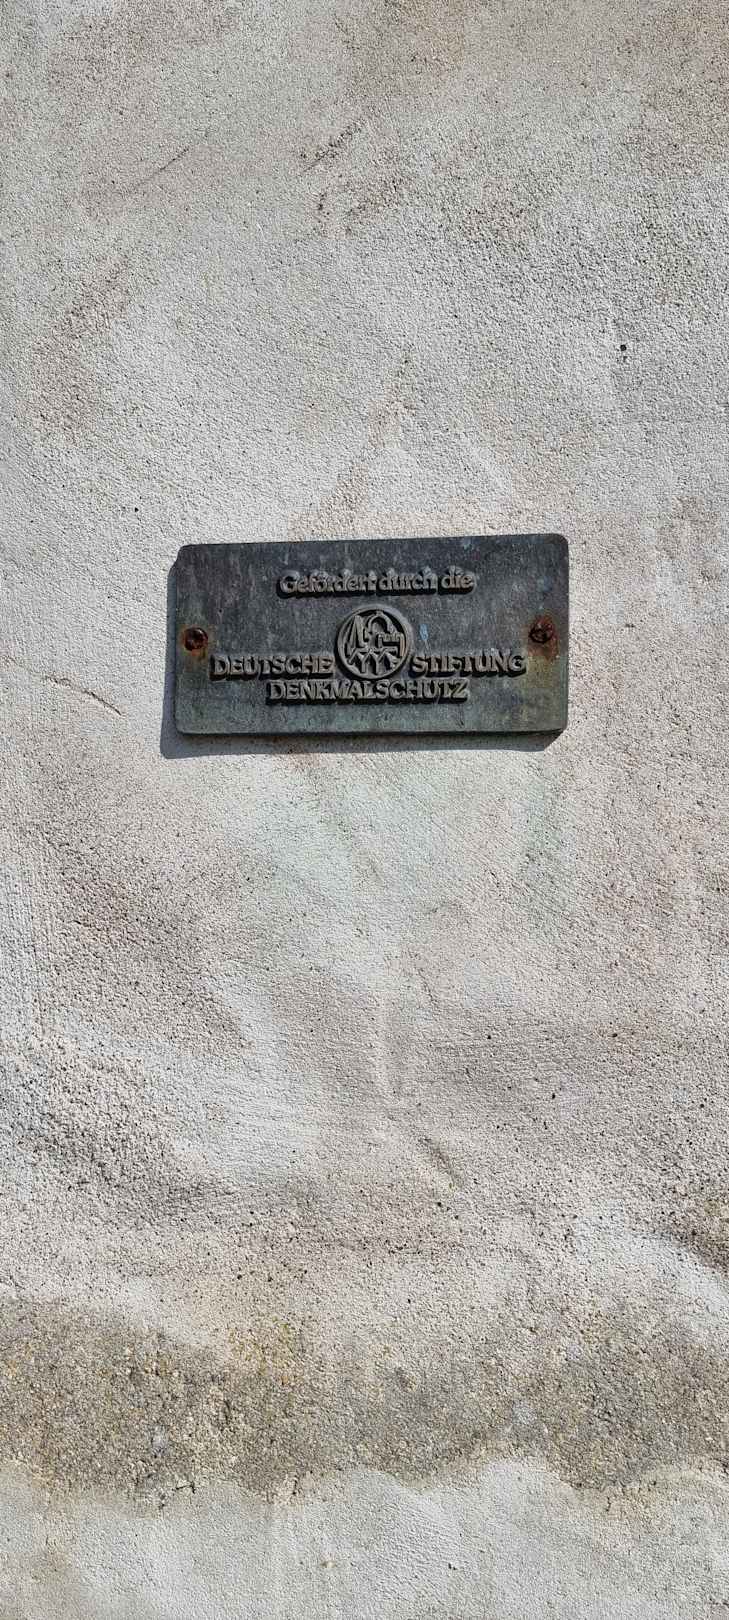 Gefördert durch die
DEUTSCHE STIFTUNG
DENKMALSCHUTZ